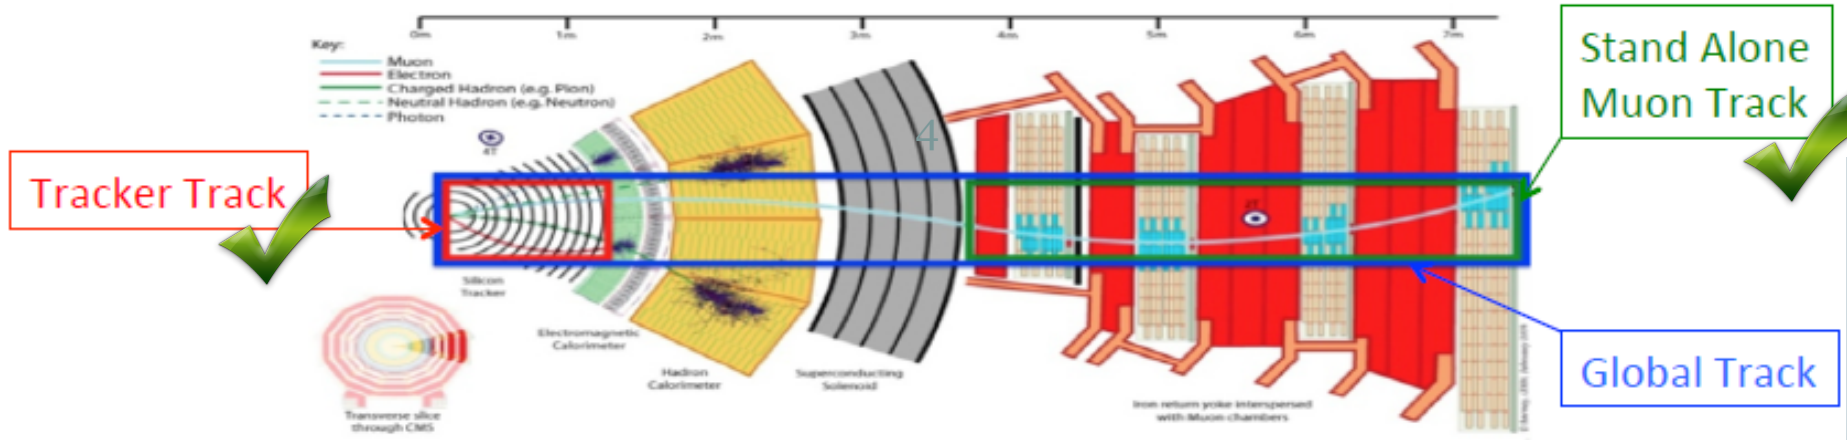 0m 1m 2m 3m 4m 5m 6m 7m
Key:
Muon
Electron
Charged Hadron (e.g. Pion)
Neutral Hadron (e.g. Neutron)
Photon
4T
4
Stand Alone
Muon Track
Tracker Track
2T
Silicon
Tracker
Electromagnetic
Calorimeter
Hadron
Calorimeter
Superconducting
Solenoid
Iron return yoke interspersed
with Muon chambers
Global Track
Transverse slice
through CMS